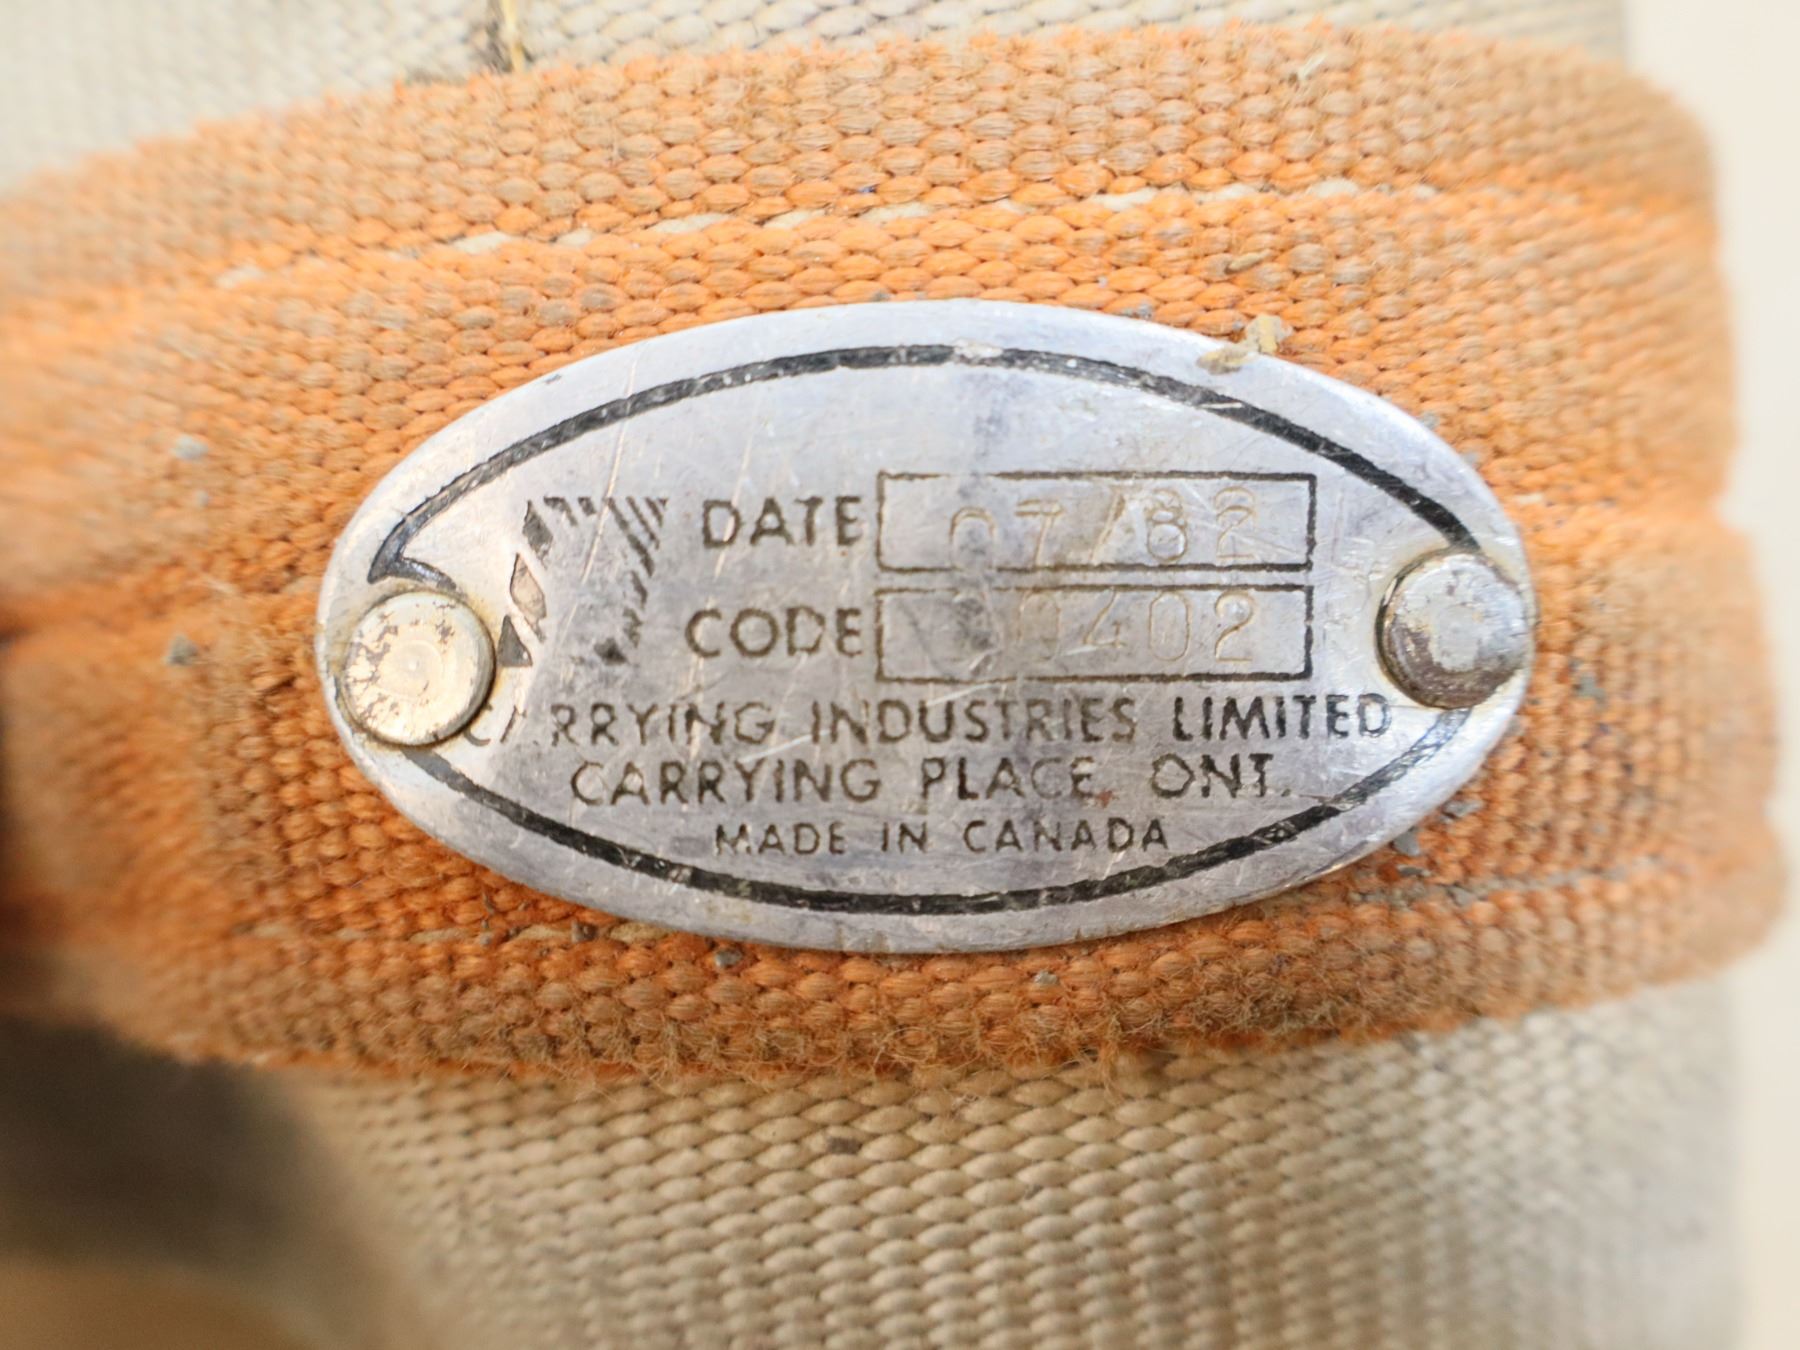 DATE 07/82
CODE
CARRYING INDUSTRIES LIMITED
CARRYING PLACE, ONT.
MADE IN CANADA